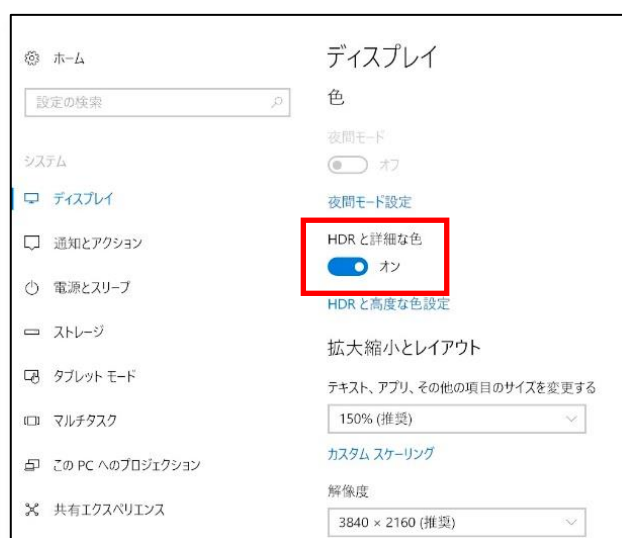 ホーム
設定の検索
システム
ディスプレイ
通知とアクション
電源とスリープ
ストレージ
タブレット モード
マルチタスク
この PC へのプロジェクション
共有エクスペリエンス
ディスプレイ
色
夜間モード
オフ
夜間モード設定
HDR と詳細な色
オン
HDR と高度な色設定
拡大縮小とレイアウト
テキスト、アプリ、その他の項目のサイズを変更する
150% (推奨)
カスタム スケーリング
解像度
3840 × 2160 (推奨)